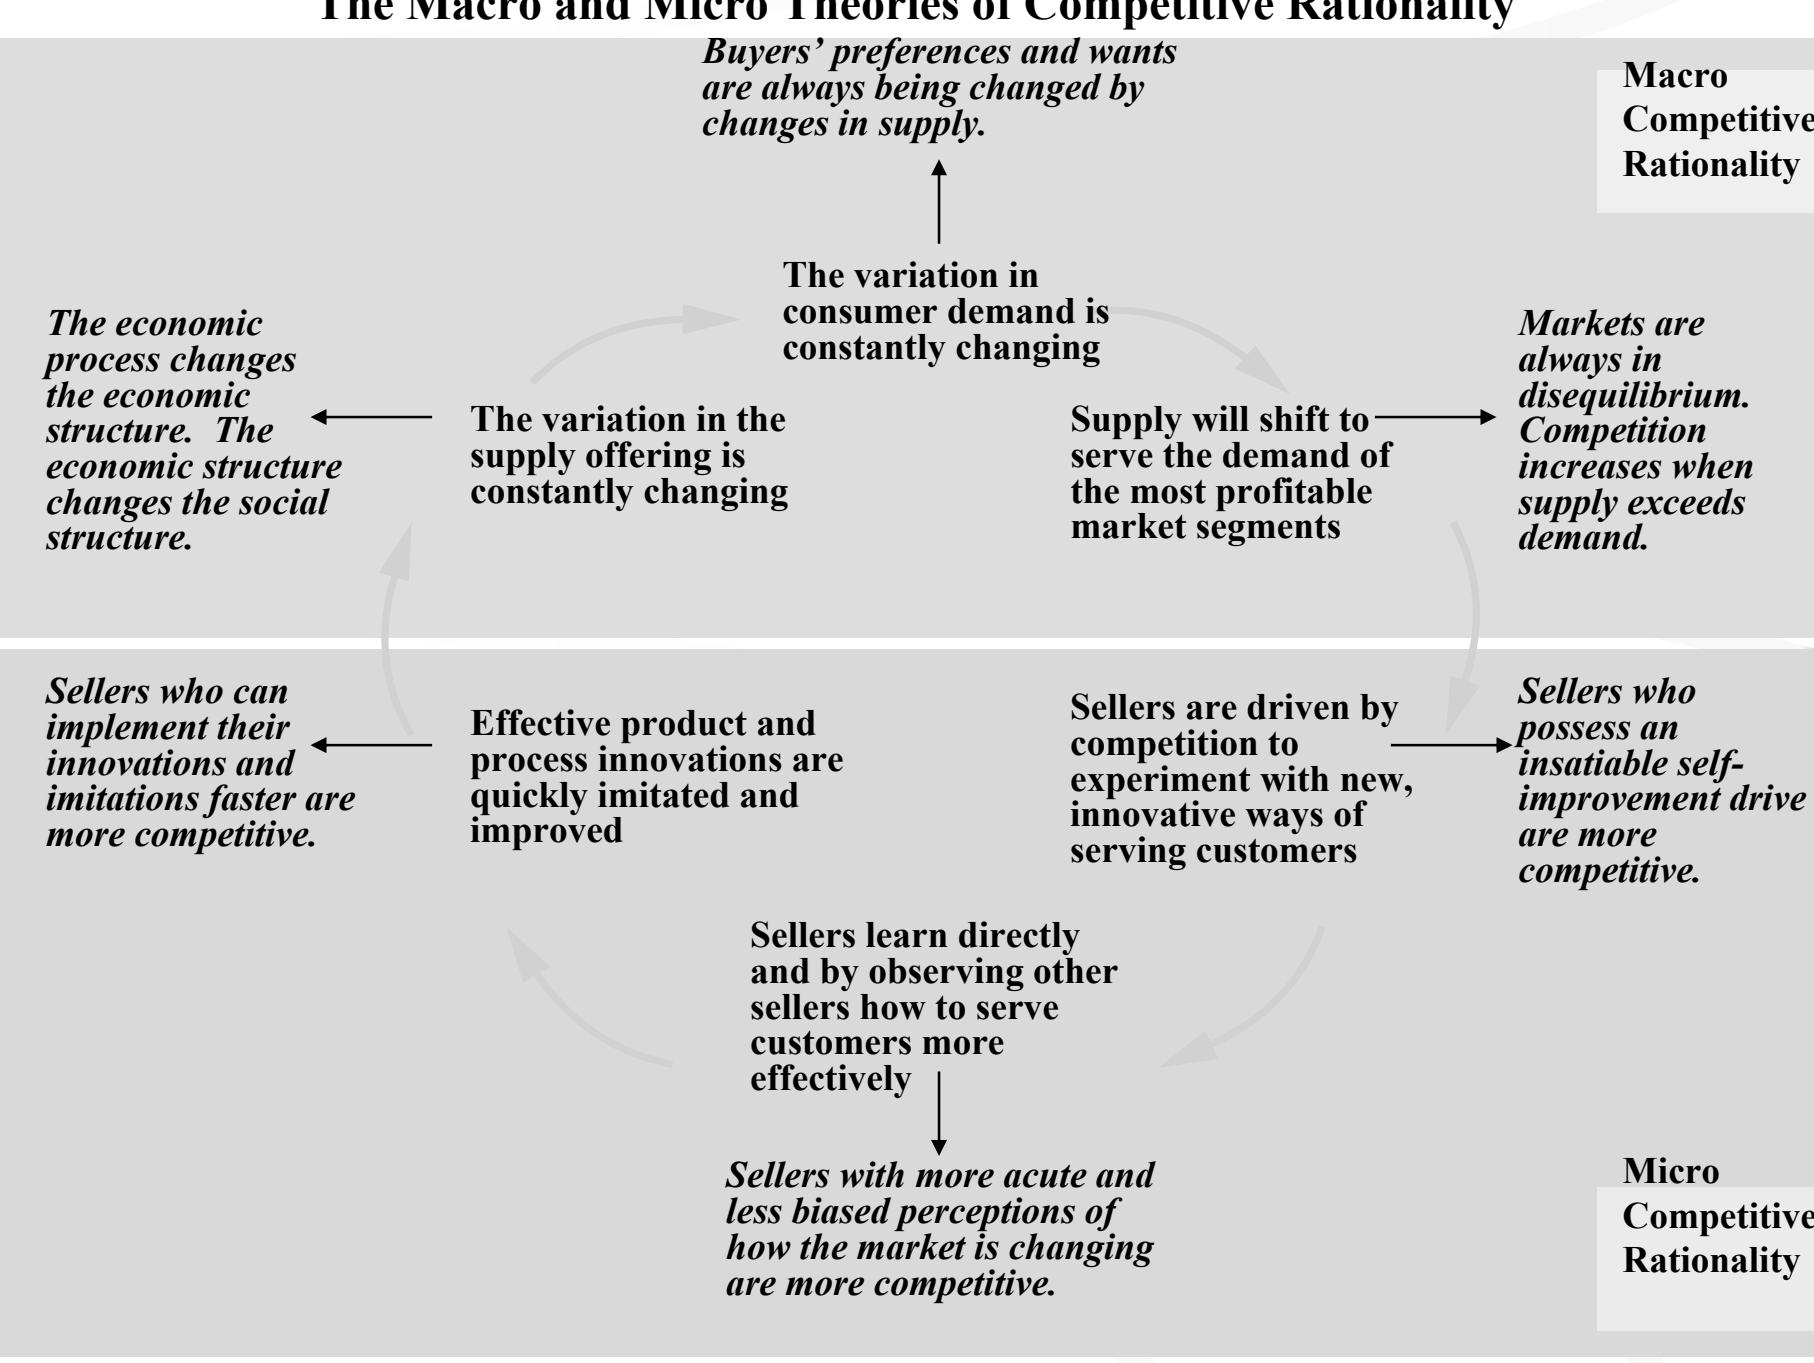 The Macro and Micro Theories of Competitive Rationality
Buyers’ preferences and wants
are always being changed by
changes in supply.
Macro
Competitive
Rationality
The variation in
consumer demand is
constantly changing
The economic
process changes
the economic
structure.  The
economic structure
changes the social
structure.
The variation in the
supply offering is
constantly changing
Supply will shift to
serve the demand of
the most profitable
market segments
Markets are
always in
disequilibrium.
Competition
increases when
supply exceeds
demand.
Sellers who can
implement their
innovations and
imitations faster are
more competitive.
Effective product and
process innovations are
quickly imitated and
improved
Sellers are driven by
competition to
experiment with new,
innovative ways of
serving customers
Sellers who
possess an
insatiable self-
improvement drive
are more
competitive.
Sellers learn directly
and by observing other
sellers how to serve
customers more
effectively
Sellers with more acute and
less biased perceptions of
how the market is changing
are more competitive.
Micro
Competitive
Rationality